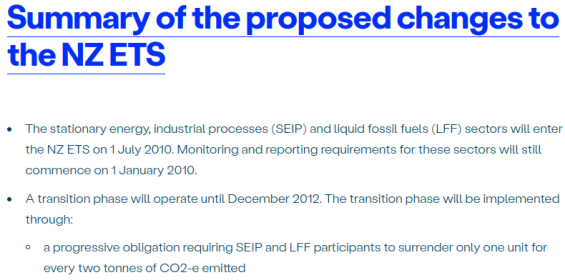 Summary of the proposed changes to
the NZ ETS
• The stationary energy, industrial processes (SEIP) and liquid fossil fuels (LFF) sectors will enter
the NZ ETS on 1 July 2010. Monitoring and reporting requirements for these sectors will still
commence on 1 January 2010.
• A transition phase will operate until December 2012. The transition phase will be implemented
through:
◦ a progressive obligation requiring SEIP and LFF participants to surrender only one unit for
every two tonnes of CO2-e emitted